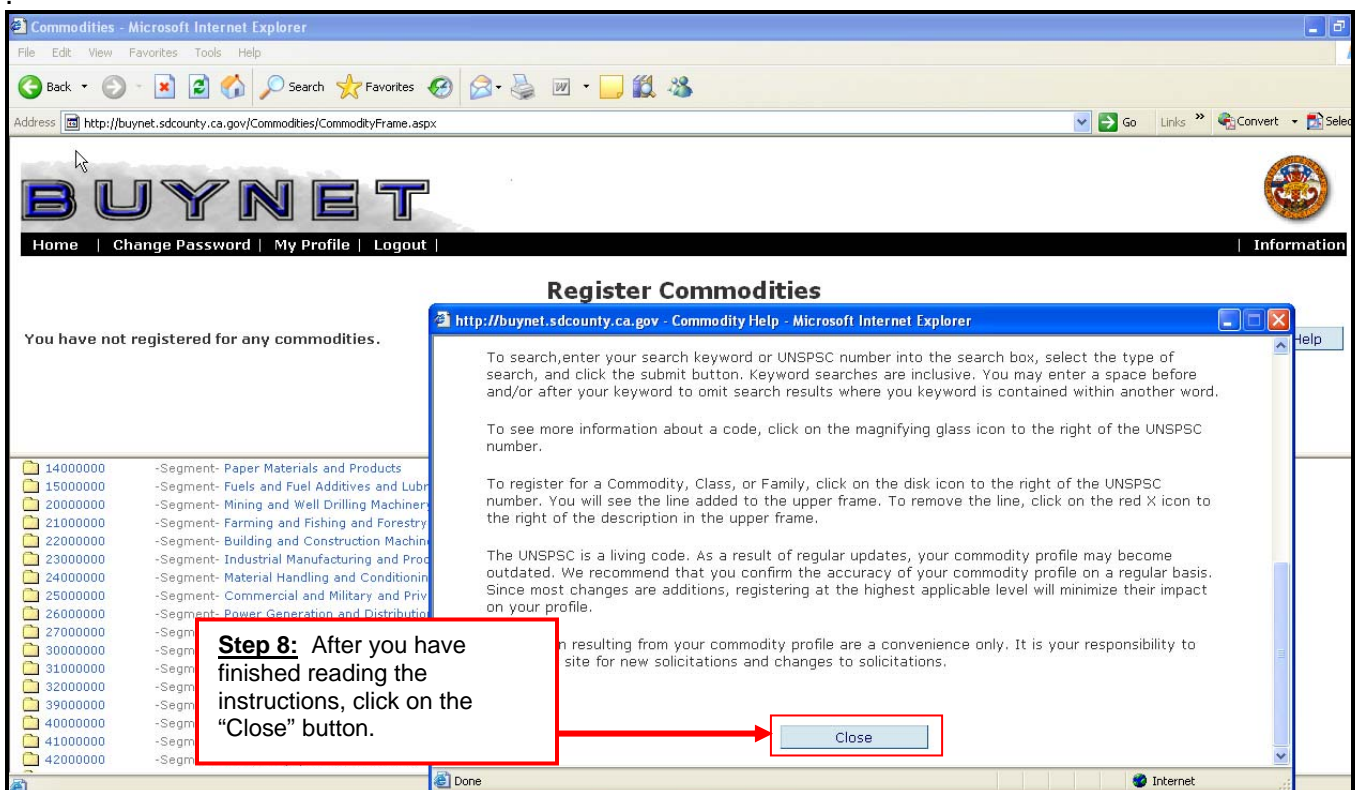 .
Commodities - Microsoft Internet Explorer
File Edit View Favorites Tools Help
Back Search Favorites
Address http://buynet.sdcounty.ca.gov/Commodities/CommodityFrame.aspx Go Links » Convert Selec
BUYNET
Home | Change Password | My Profile | Logout | | Information
Register Commodities
You have not registered for any commodities.
Help
http://buynet.sdcounty.ca.gov - Commodity Help - Microsoft Internet Explorer
To search,enter your search keyword or UNSPSC number into the search box, select the type of
search, and click the submit button. Keyword searches are inclusive. You may enter a space before
and/or after your keyword to omit search results where you keyword is contained within another word.
To see more information about a code, click on the magnifying glass icon to the right of the UNSPSC
number.
To register for a Commodity, Class, or Family, click on the disk icon to the right of the UNSPSC
number. You will see the line added to the upper frame. To remove the line, click on the red X icon to
the right of the description in the upper frame.
The UNSPSC is a living code. As a result of regular updates, your commodity profile may become
outdated. We recommend that you confirm the accuracy of your commodity profile on a regular basis.
Since most changes are additions, registering at the highest applicable level will minimize their impact
on your profile.
n resulting from your commodity profile are a convenience only. It is your responsibility to
site for new solicitations and changes to solicitations.
Close
Done Internet
14000000 -Segment- Paper Materials and Products
15000000 -Segment- Fuels and Fuel Additives and Lubr
20000000 -Segment- Mining and Well Drilling Machiner
21000000 -Segment- Farming and Fishing and Forestry
22000000 -Segment- Building and Construction Machin
23000000 -Segment- Industrial Manufacturing and Proc
24000000 -Segment- Material Handling and Conditionin
25000000 -Segment- Commercial and Military and Priv
26000000 -Segment- Power Generation and Distributio
27000000 -Segm
30000000 -Segm
31000000 -Segm
32000000 -Segm
39000000 -Segm
40000000 -Segm
41000000 -Segm
42000000 -Segm
Step 8: After you have
finished reading the
instructions, click on the
“Close” button.